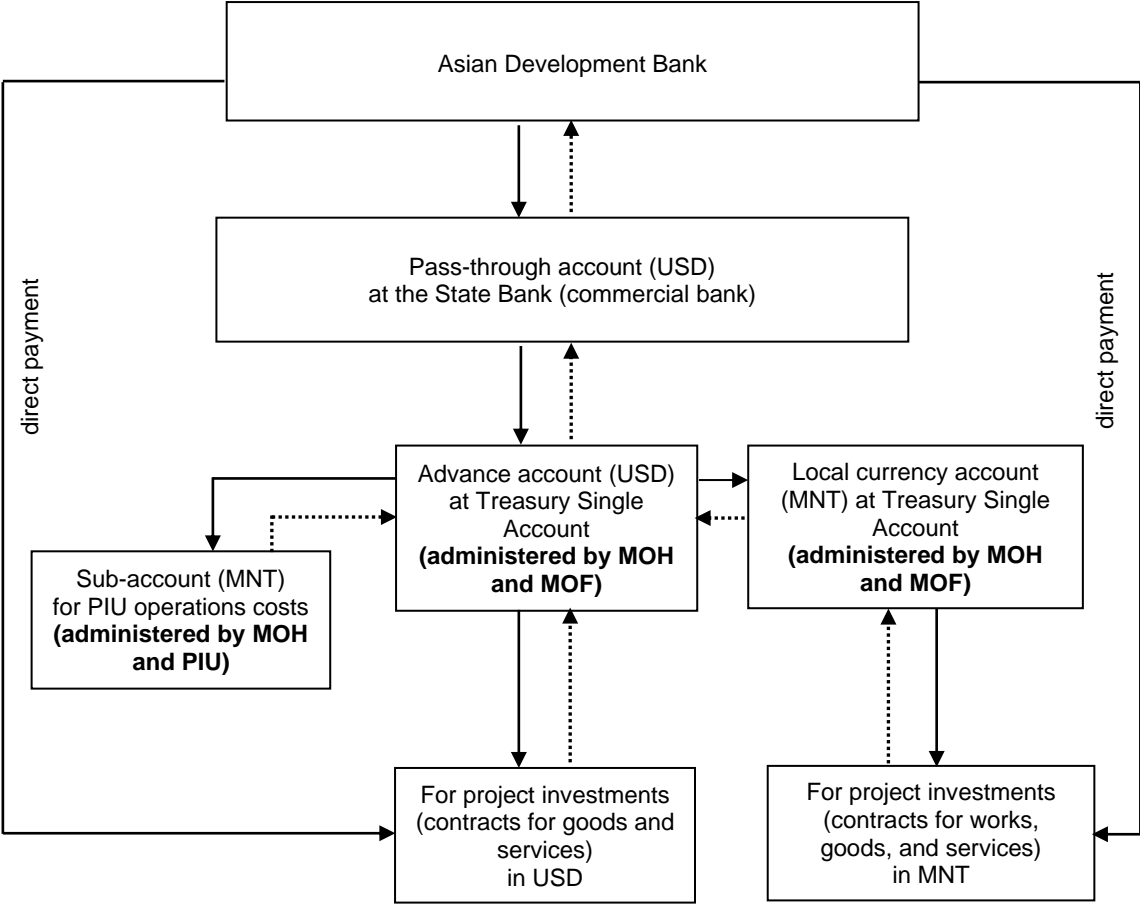 Asian Development Bank
Pass-through account (USD)
at the State Bank (commercial bank)
direct payment
direct payment
Advance account (USD)
at Treasury Single
Account
(administered by MOH
and MOF)
Local currency account
(MNT) at Treasury Single
Account
(administered by MOH
and MOF)
Sub-account (MNT)
for PIU operations costs
(administered by MOH
and PIU)
For project investments
(contracts for goods and
services)
in USD
For project investments
(contracts for works,
goods, and services)
in MNT